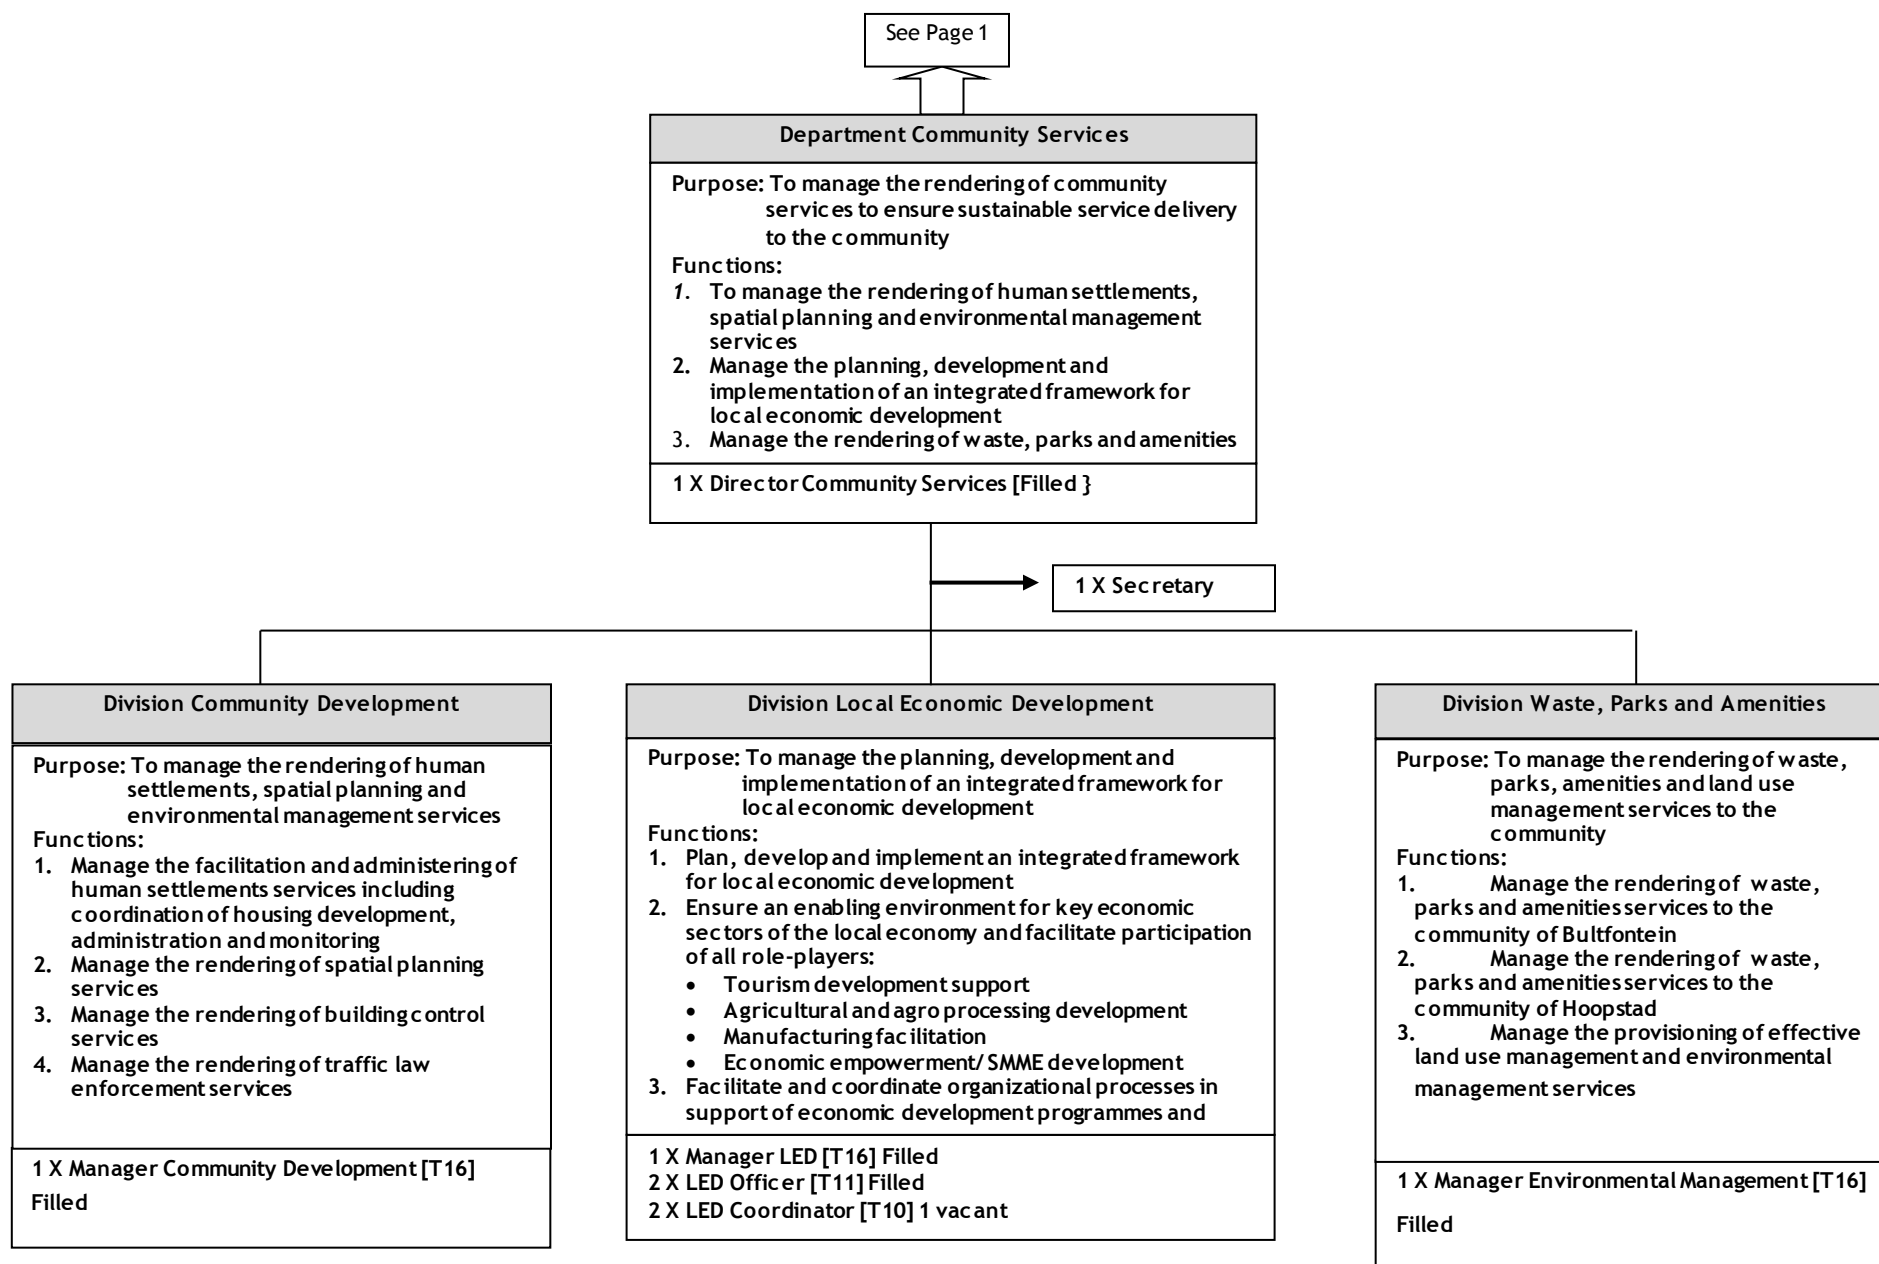 See Page 1
Department Community Services
Purpose: To manage the rendering of community
services to ensure sustainable service delivery
to the community
Functions:
1. To manage the rendering of human settlements,
spatial planning and environmental management
services
2. Manage the planning, development and
implementation of an integrated framework for
local economic development
3. Manage the rendering of waste, parks and amenities
1 X Director Community Services [Filled }
1 X Secretary
Division Community Development
Purpose: To manage the rendering of human
settlements, spatial planning and
environmental management services
Functions:
1. Manage the facilitation and administering of
human settlements services including
coordination of housing development,
administration and monitoring
2. Manage the rendering of spatial planning
services
3. Manage the rendering of building control
services
4. Manage the rendering of traffic law
enforcement services
1 X Manager Community Development [T16]
Filled
Division Local Economic Development
Purpose: To manage the planning, development and
implementation of an integrated framework for
local economic development
Functions:
1. Plan, develop and implement an integrated framework
for local economic development
2. Ensure an enabling environment for key economic
sectors of the local economy and facilitate participation
of all role-players:
• Tourism development support
• Agricultural and agro processing development
• Manufacturing facilitation
• Economic empowerment/ SMME development
3. Facilitate and coordinate organizational processes in
support of economic development programmes and
1 X Manager LED [T16] Filled
2 X LED Officer [T11] Filled
2 X LED Coordinator [T10] 1 vacant
Division Waste, Parks and Amenities
Purpose: To manage the rendering of waste,
parks, amenities and land use
management services to the
community
Functions:
1. Manage the rendering of waste,
parks and amenities services to the
community of Bultfontein
2. Manage the rendering of waste,
parks and amenities services to the
community of Hoopstad
3. Manage the provisioning of effective
land use management and environmental
management services
1 X Manager Environmental Management [T16]
Filled